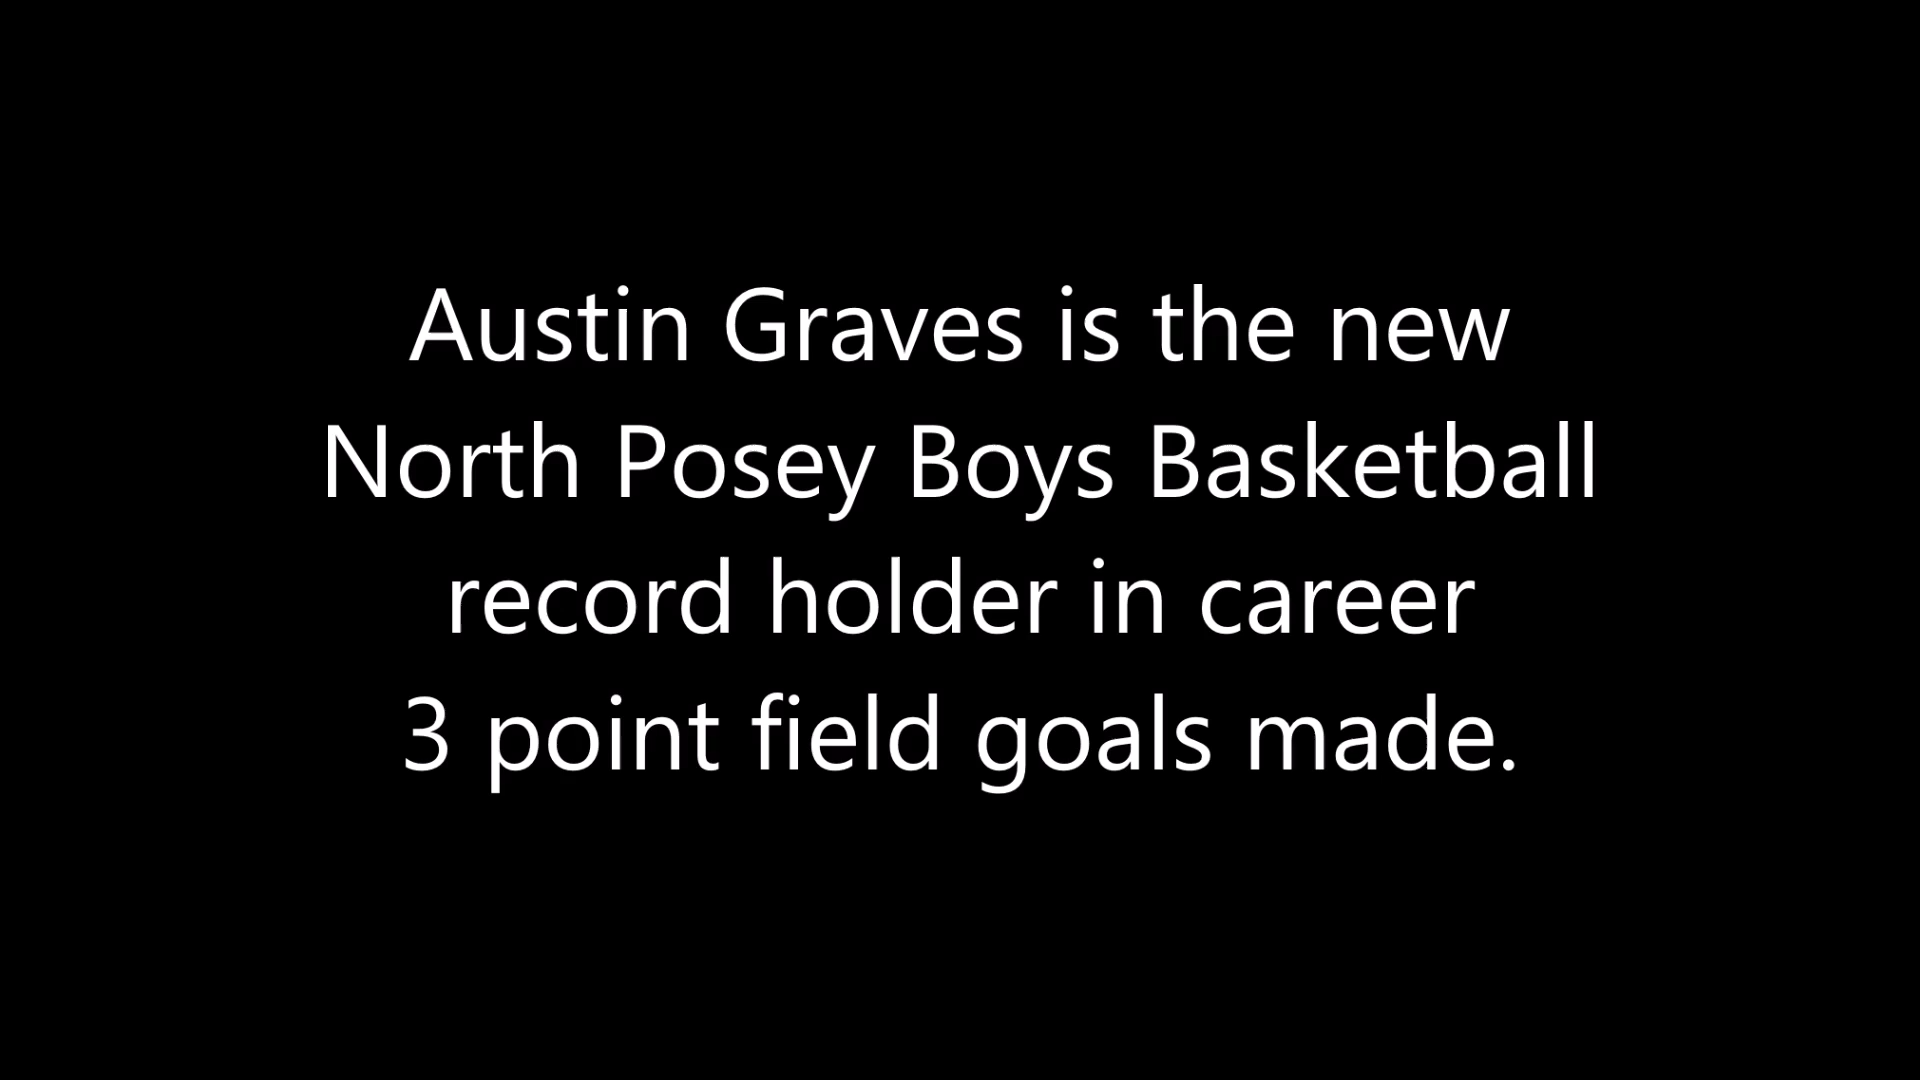 Austin Graves is the new
North Posey Boys Basketball
record holder in career
3 point field goals made.